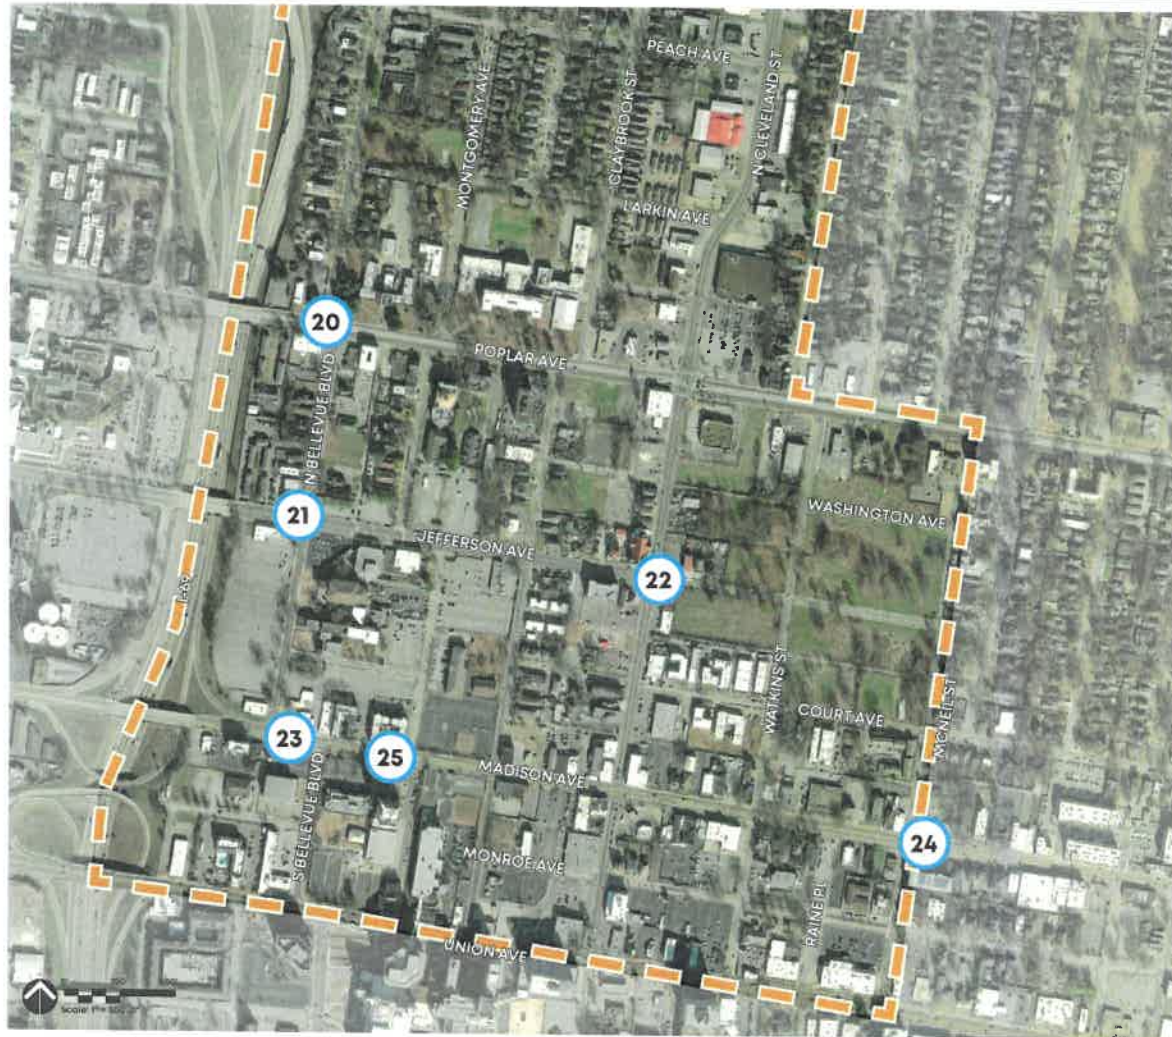 PEACH AVE
MONTGOMERY AVE
CLAYBROOK ST
N CLEVELAND ST
LARKIN AVE
20
POPLAR AVE
N BELLEVUE BLVD
21
JEFFERSON AVE
WASHINGTON AVE
22
I-69
WATKINS ST
COURT AVE
MCNEIL ST
23
25
MADISON AVE
S BELLEVUE BLVD
24
MONROE AVE
RAINE PL
UNION AVE